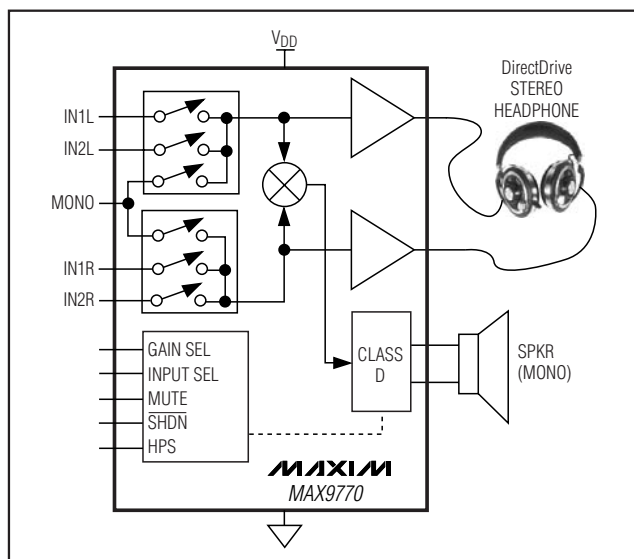 VDD
DirectDrive
STEREO
HEADPHONE
IN1L
IN2L
MONO
IN1R
IN2R
GAIN SEL
INPUT SEL
MUTE
SHDN
HPS
CLASS
D
SPKR
(MONO)
MAXIM
MAX9770